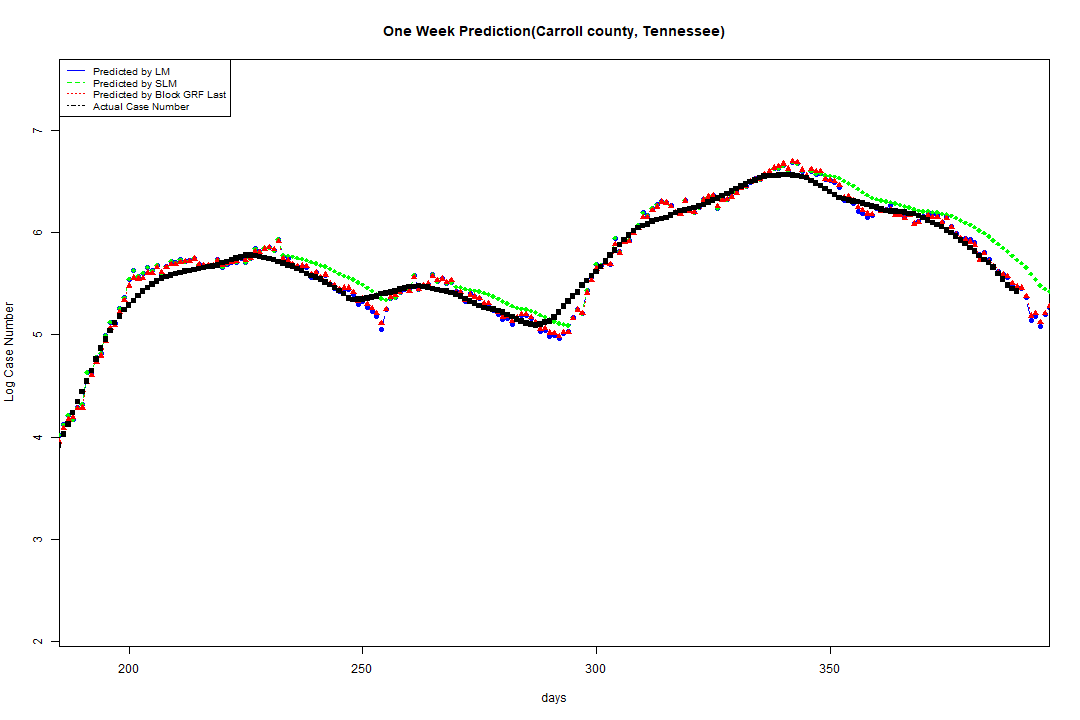 One Week Prediction(Carroll county, Tennessee)
Predicted by LM
Predicted by SLM
Predicted by Block GRF Last
Actual Case Number
7
6
5
4
3
2
Log Case Number
200 250 300 350
days